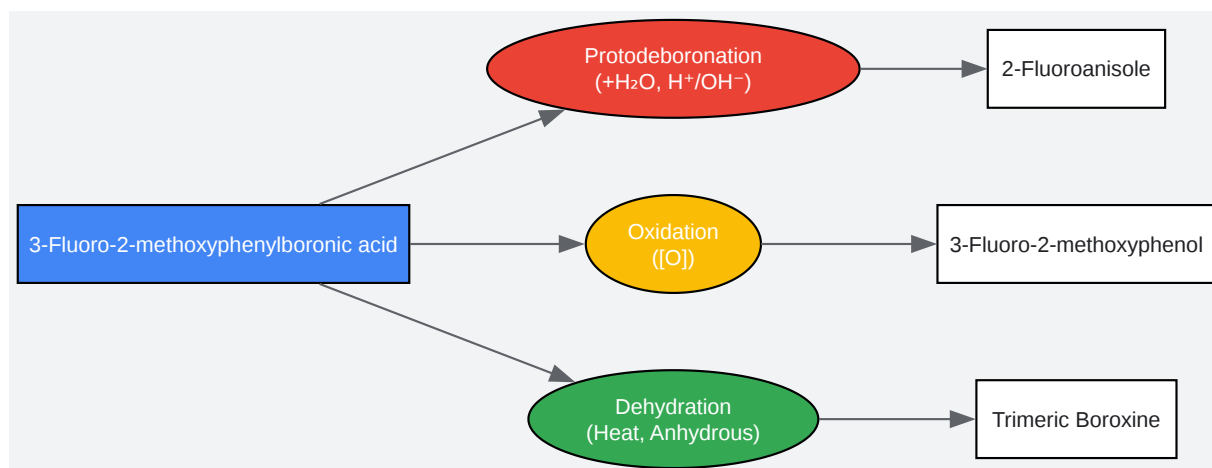 Protodeboronation
(+H₂O, H⁺/OH⁻)
2-Fluoroanisole
3-Fluoro-2-methoxyphenylboronic acid
Oxidation
([O])
3-Fluoro-2-methoxyphenol
Dehydration
(Heat, Anhydrous)
Trimeric Boroxine